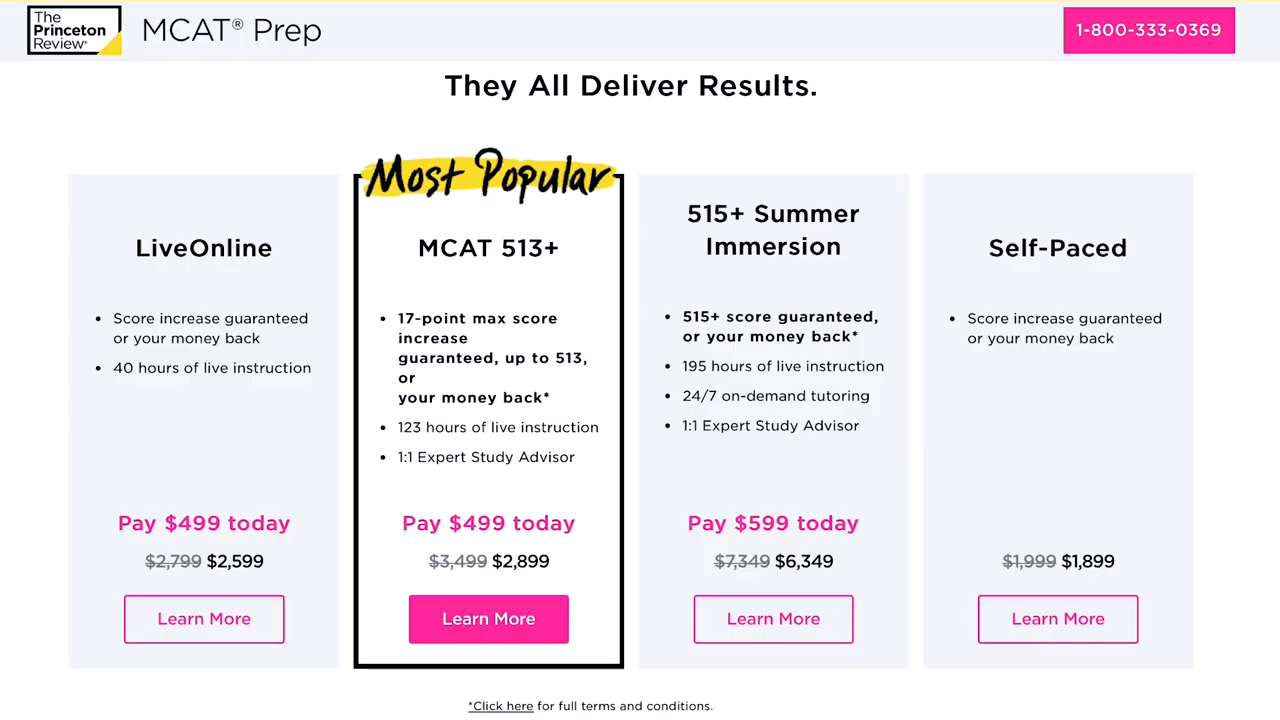 The
Princeton
Review®
MCAT® Prep
1-800-333-0369
They All Deliver Results.
LiveOnline
• Score increase guaranteed
or your money back
• 40 hours of live instruction
Pay $499 today
$2,799 $2,599
Learn More
Most Popular
MCAT 513+
• 17-point max score
increase
guaranteed, up to 513,
or
your money back*
• 123 hours of live instruction
• 1:1 Expert Study Advisor
Pay $499 today
$3,499 $2,899
Learn More
515+ Summer
Immersion
• 515+ score guaranteed,
or your money back*
• 195 hours of live instruction
• 24/7 on-demand tutoring
• 1:1 Expert Study Advisor
Pay $599 today
$7,349 $6,349
Learn More
Self-Paced
• Score increase guaranteed
or your money back
$1,999 $1,899
Learn More
*Click here for full terms and conditions.